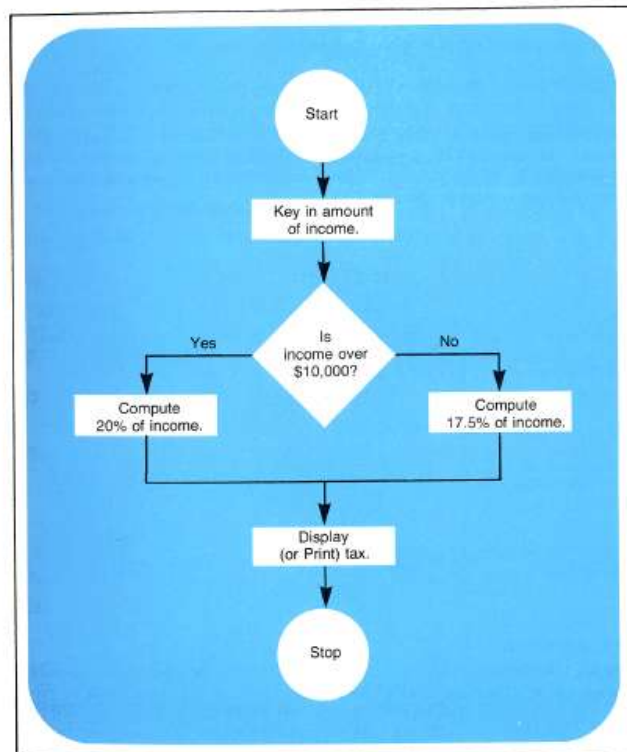 Start
Key in amount
of income.
Is
income over
$10,000?
Yes
No
Compute
20% of income.
Compute
17.5% of income.
Display
(or Print) tax.
Stop